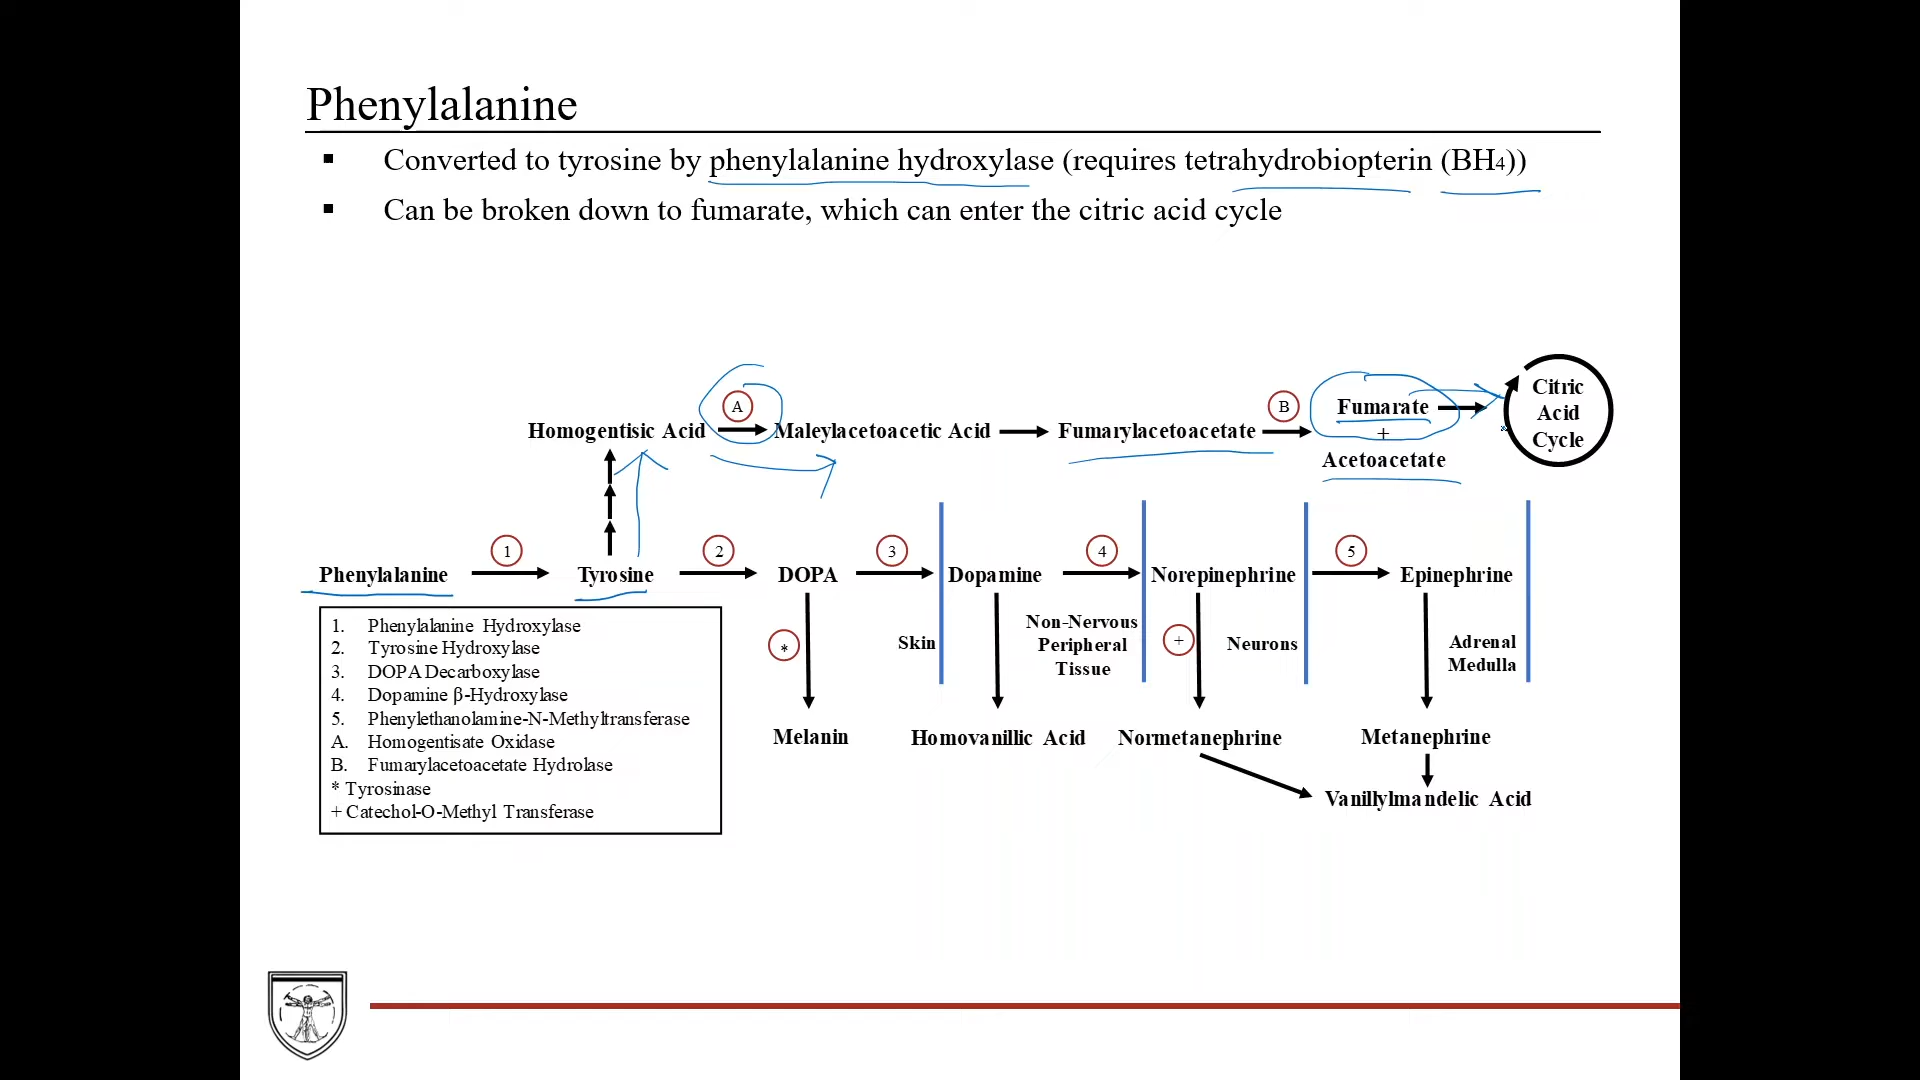 Phenylalanine
▪ Converted to tyrosine by phenylalanine hydroxylase (requires tetrahydrobiopterin (BH4))
▪ Can be broken down to fumarate, which can enter the citric acid cycle
Citric
Acid
Cycle
A
B
Fumarate
+
Acetoacetate
Homogentisic Acid
Maleylacetoacetic Acid
Fumarylacetoacetate
1
2
3
4
5
Phenylalanine
Tyrosine
DOPA
Dopamine
Norepinephrine
Epinephrine
*
Skin
Non-Nervous
Peripheral
Tissue
+
Neurons
Adrenal
Medulla
Melanin
Homovanillic Acid
Normetanephrine
Metanephrine
Vanillylmandelic Acid
1. Phenylalanine Hydroxylase
2. Tyrosine Hydroxylase
3. DOPA Decarboxylase
4. Dopamine β-Hydroxylase
5. Phenylethanolamine-N-Methyltransferase
A. Homogentisate Oxidase
B. Fumarylacetoacetate Hydrolase
* Tyrosinase
+ Catechol-O-Methyl Transferase